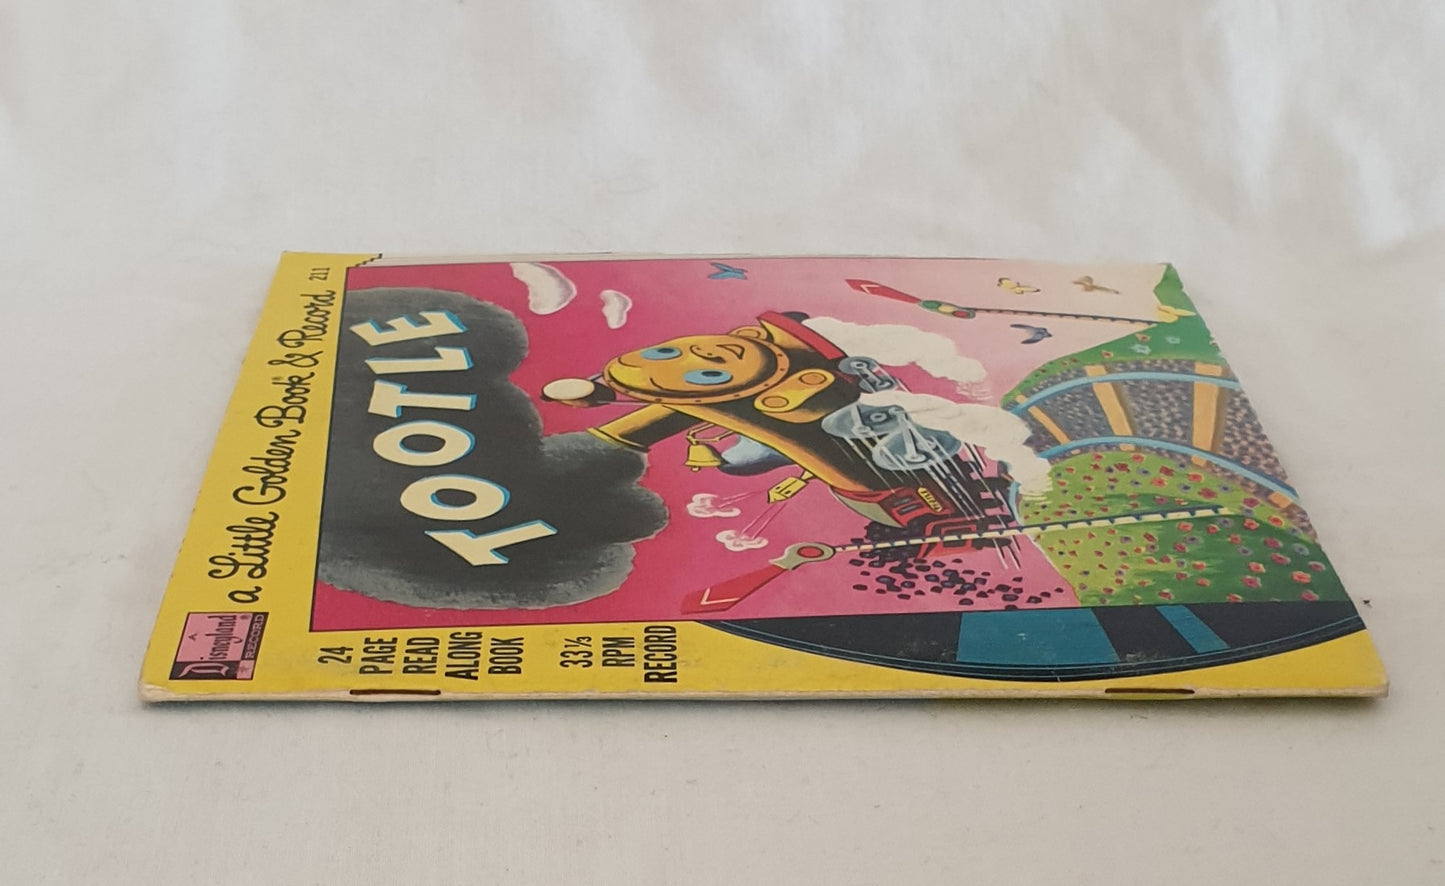 a Little Golden Book & Record 211
A
Disneyland®
RECORD
TOOTLE
24
PAGE
READ
ALONG
BOOK
33⅓
RPM
RECORD